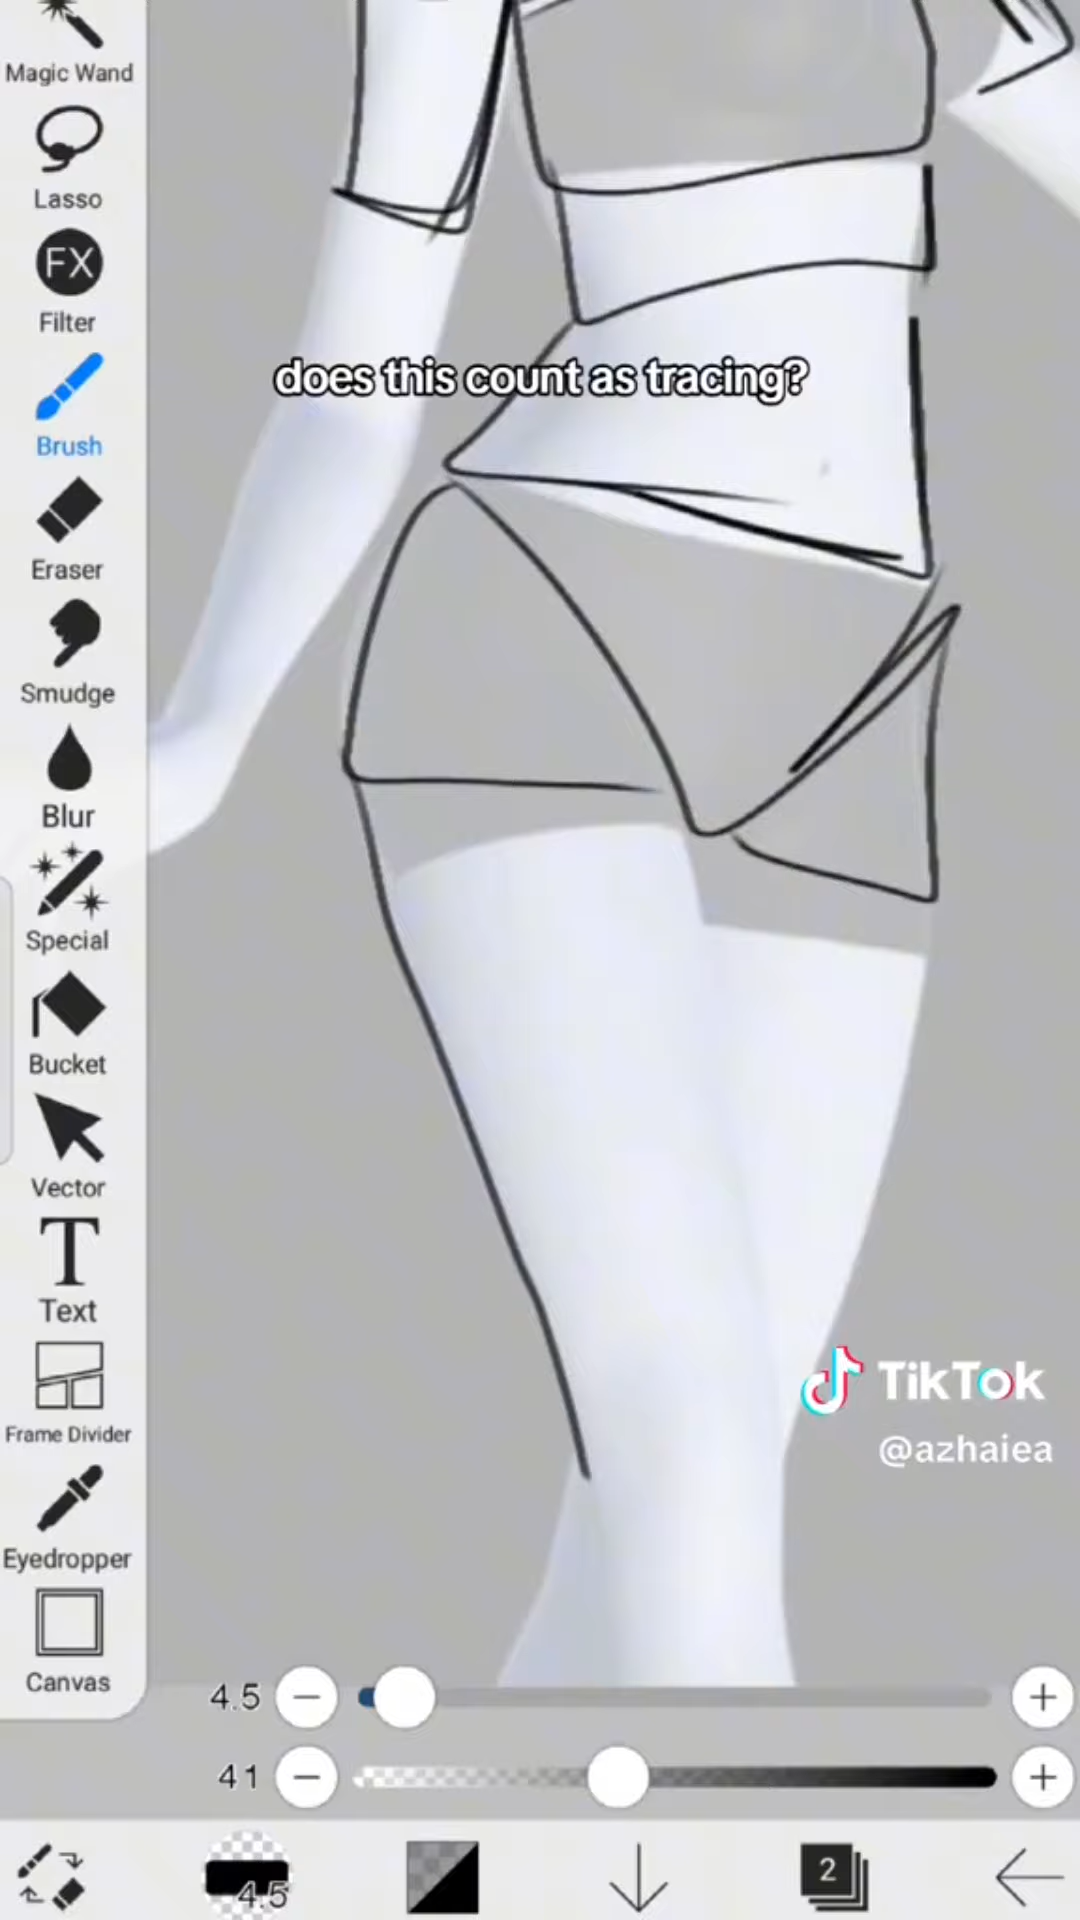 Magic Wand
Lasso
FX
Filter
does this count as tracing?
Brush
Eraser
Smudge
Blur
Special
Bucket
Vector
T
Text
Frame Divider
TikTok
@azhaiea
Eyedropper
Canvas
4.5
41
4.5
2